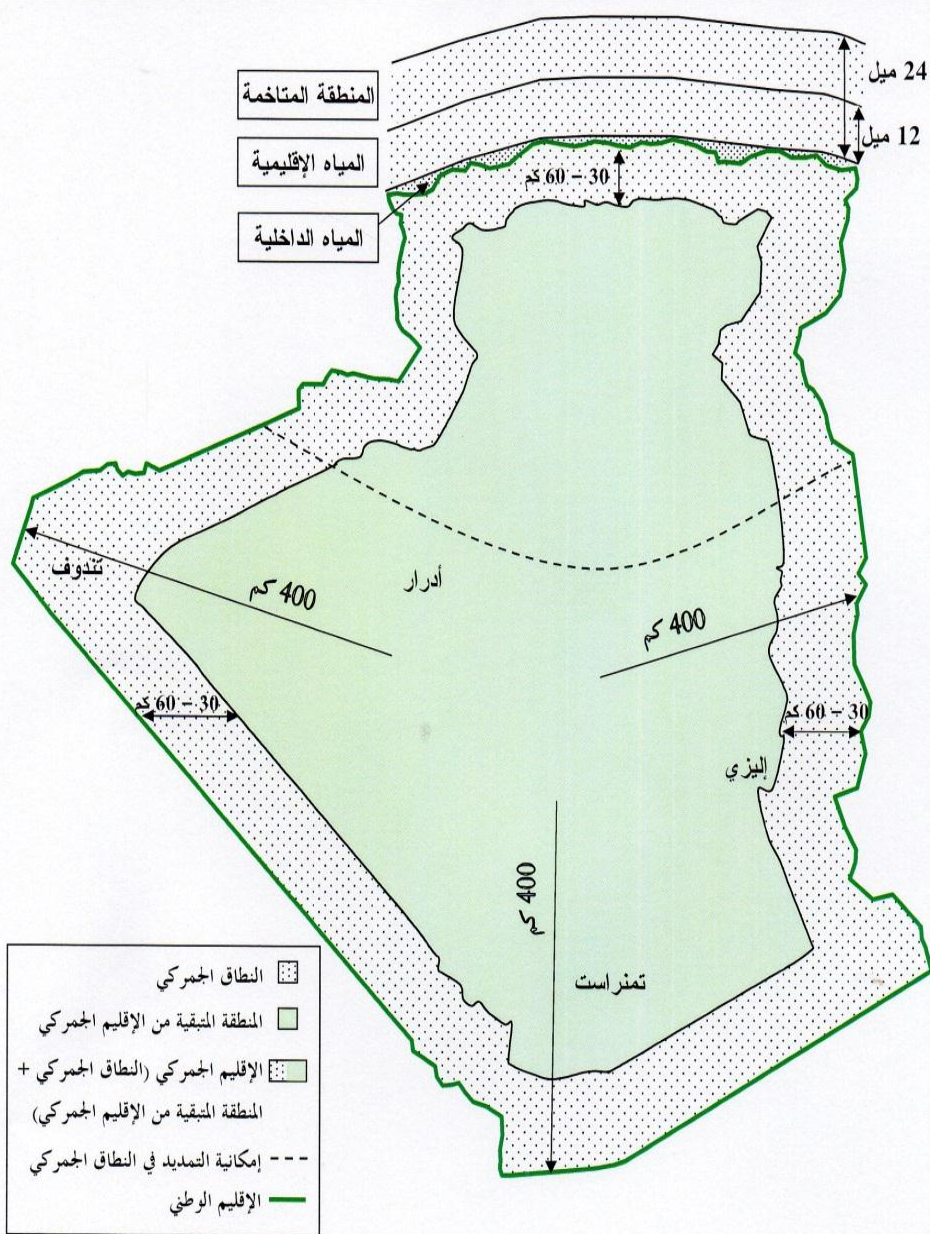 24 ميل
المنطقة المتاخمة
12 ميل
المياه الإقليمية
30 – 60 كم
المياه الداخلية
تندوف
400 كم
أدرار
400 كم
30 – 60 كم
30 – 60 كم
إليزي
400 كم
تمنراست
النطاق الجمركي
المنطقة المتبقية من الإقليم الجمركي
الإقليم الجمركي (النطاق الجمركي +
المنطقة المتبقية من الإقليم الجمركي)
إمكانية التمديد في النطاق الجمركي
الإقليم الوطني